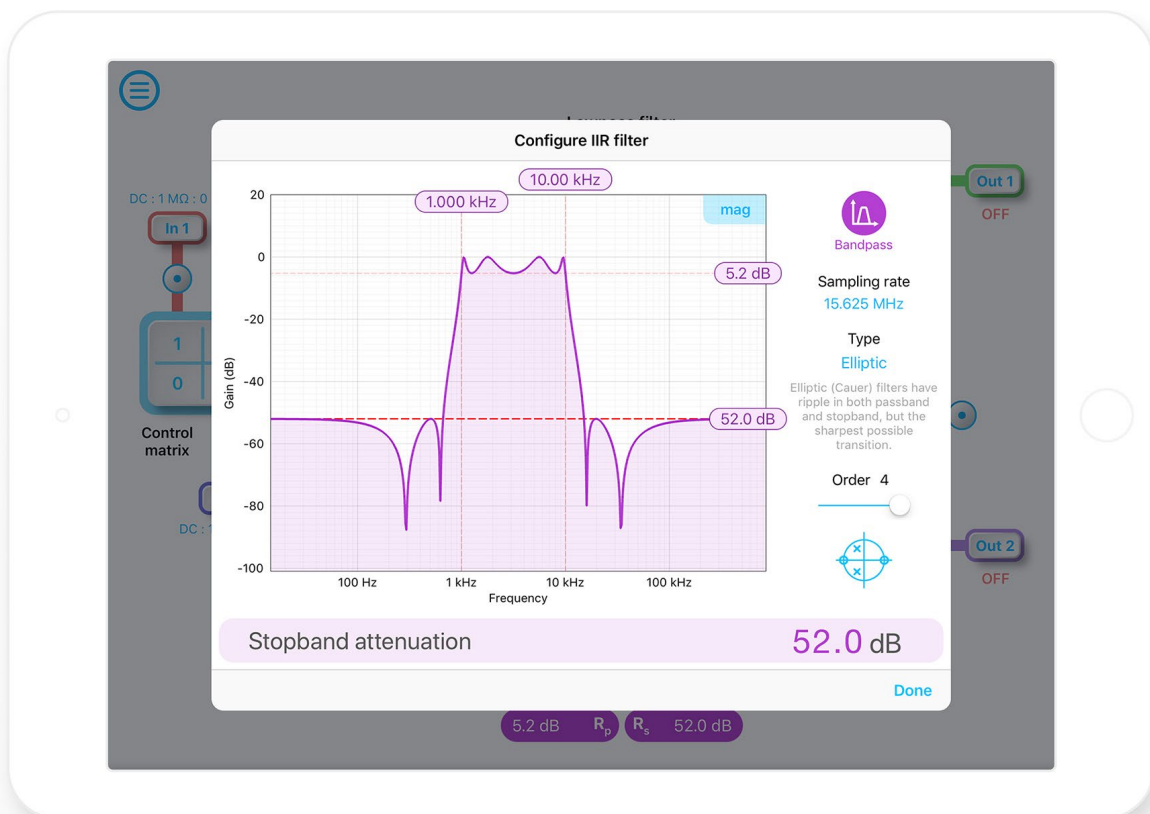 Configure IIR filter
10.00 kHz
1.000 kHz
mag
20
0
-20
-40
-60
-80
-100
Gain (dB)
5.2 dB
52.0 dB
100 Hz
1 kHz
10 kHz
100 kHz
Frequency
Bandpass
Sampling rate
15.625 MHz
Type
Elliptic
Elliptic (Cauer) filters have
ripple in both passband
and stopband, but the
sharpest possible
transition.
Order 4
Stopband attenuation
52.0 dB
Done
DC : 1 MΩ : 0
In 1
1
0
Control
matrix
DC :
Out 1
OFF
Out 2
OFF
5.2 dB Rp
Rs 52.0 dB